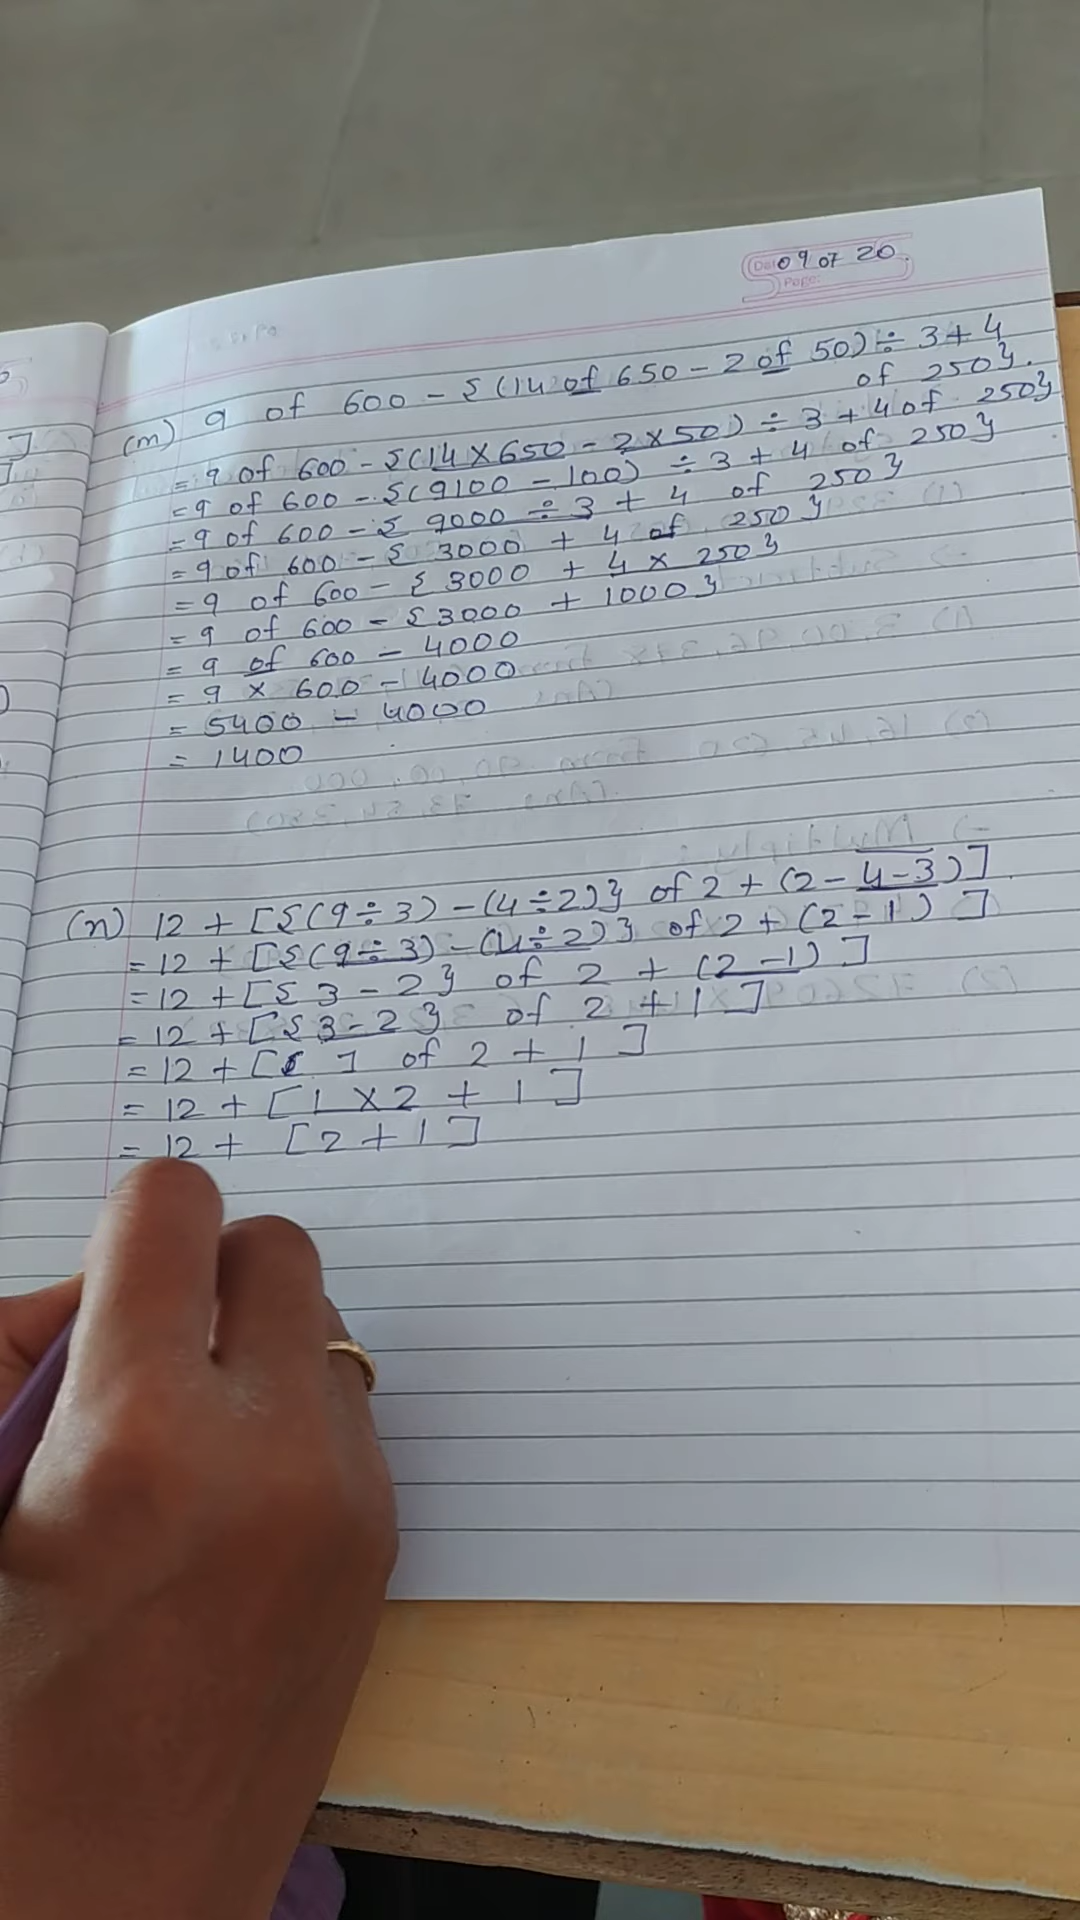 Date 09 07 20.
Page:
(m) 9 of 600 - {(14 of 650 - 2 of 50) ÷ 3 + 4
of 250}.
= 9 of 600 - {(14 × 650 - 2 × 50) ÷ 3 + 4 of 250}
= 9 of 600 - {(9100 - 100) ÷ 3 + 4 of 250}
= 9 of 600 - { 9000 ÷ 3 + 4 of 250}
= 9 of 600 - { 3000 + 4 of 250}
= 9 of 600 - { 3000 + 4 × 250}
= 9 of 600 - {3000 + 1000}
= 9 of 600 - 4000
= 9 × 600 - 4000
= 5400 - 4000
= 1400
(n) 12 + [{(9÷3) - (4÷2)} of 2 + (2 - 4-3)].
= 12 + [{(9÷3) - (4÷2)} of 2 + (2 - 1) ]
= 12 + [{ 3 - 2} of 2 + (2 - 1) ]
= 12 + [{ 3 - 2 } of 2 + 1 ]
= 12 + [ 1 of 2 + 1 ]
= 12 + [ 1 × 2 + 1 ]
= 12 + [ 2 + 1 ]